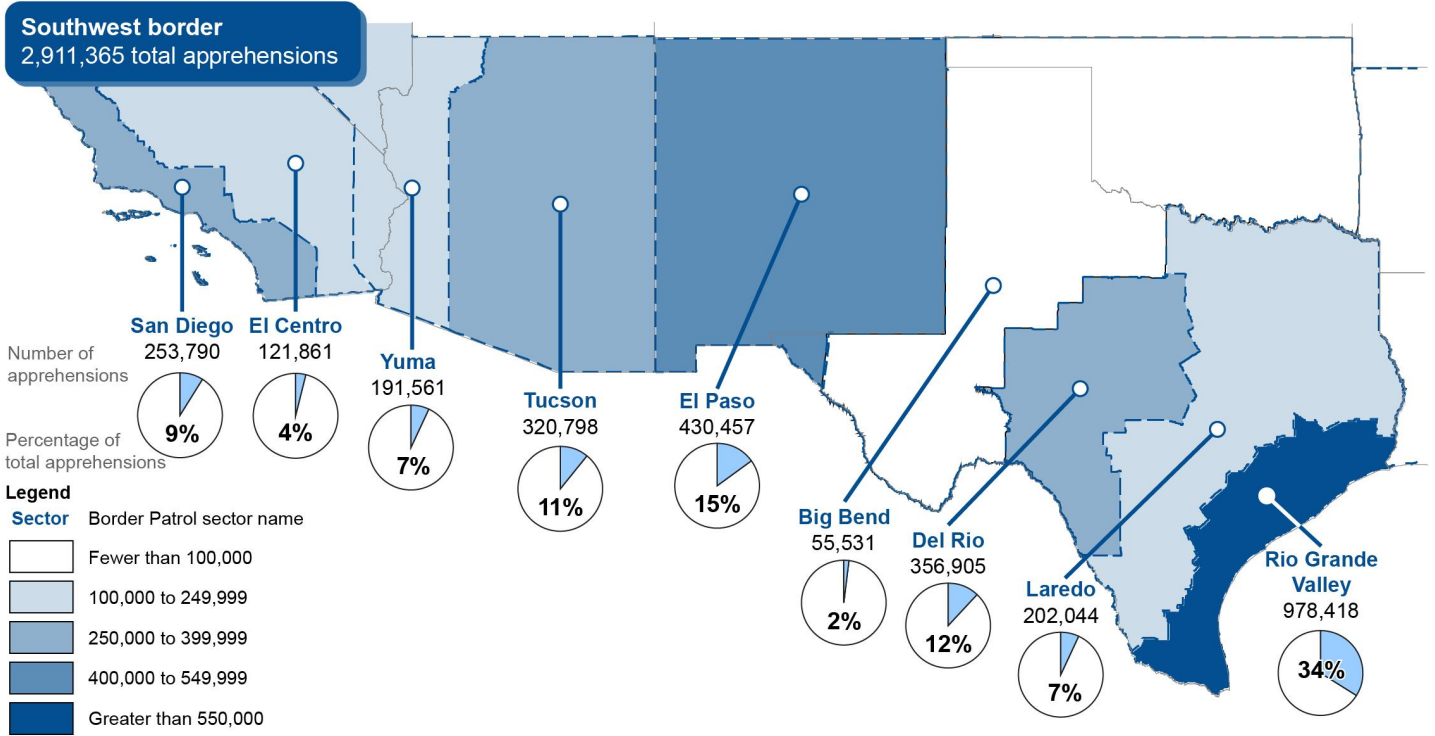 Southwest border
2,911,365 total apprehensions
San Diego
253,790
9%
El Centro
121,861
4%
Yuma
191,561
7%
Tucson
320,798
11%
El Paso
430,457
15%
Big Bend
55,531
2%
Del Rio
356,905
12%
Laredo
202,044
7%
Rio Grande
Valley
978,418
34%
Number of
apprehensions
Percentage of
total apprehensions
Legend
Sector Border Patrol sector name
Fewer than 100,000
100,000 to 249,999
250,000 to 399,999
400,000 to 549,999
Greater than 550,000